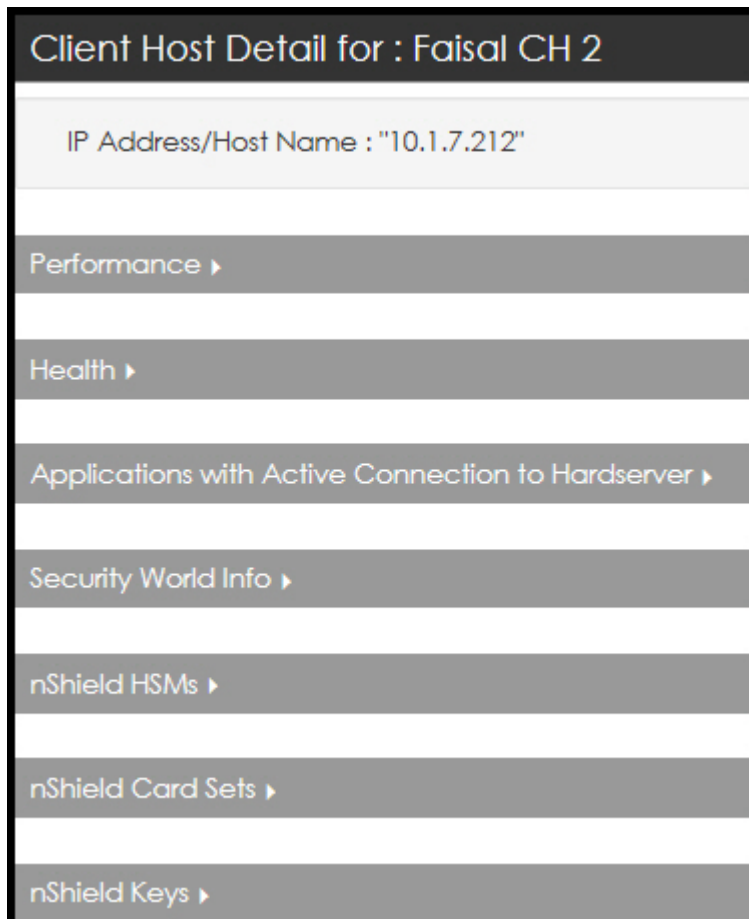 Client Host Detail for : Faisal CH 2
IP Address/Host Name : "10.1.7.212"
Performance
Health
Applications with Active Connection to Hardserver
Security World Info
nShield HSMs
nShield Card Sets
nShield Keys